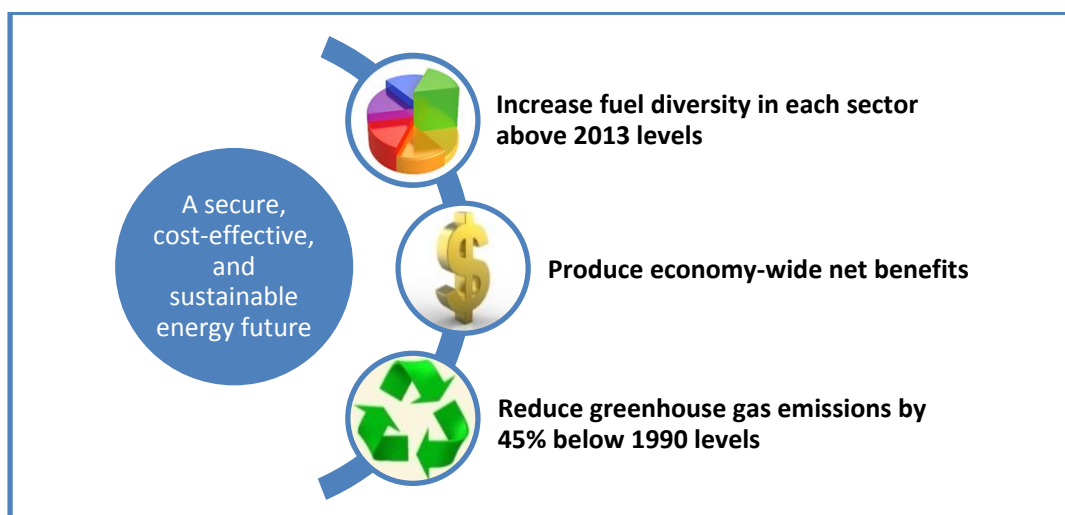 A secure,
cost-effective,
and
sustainable
energy future
Increase fuel diversity in each sector
above 2013 levels
Produce economy-wide net benefits
Reduce greenhouse gas emissions by
45% below 1990 levels